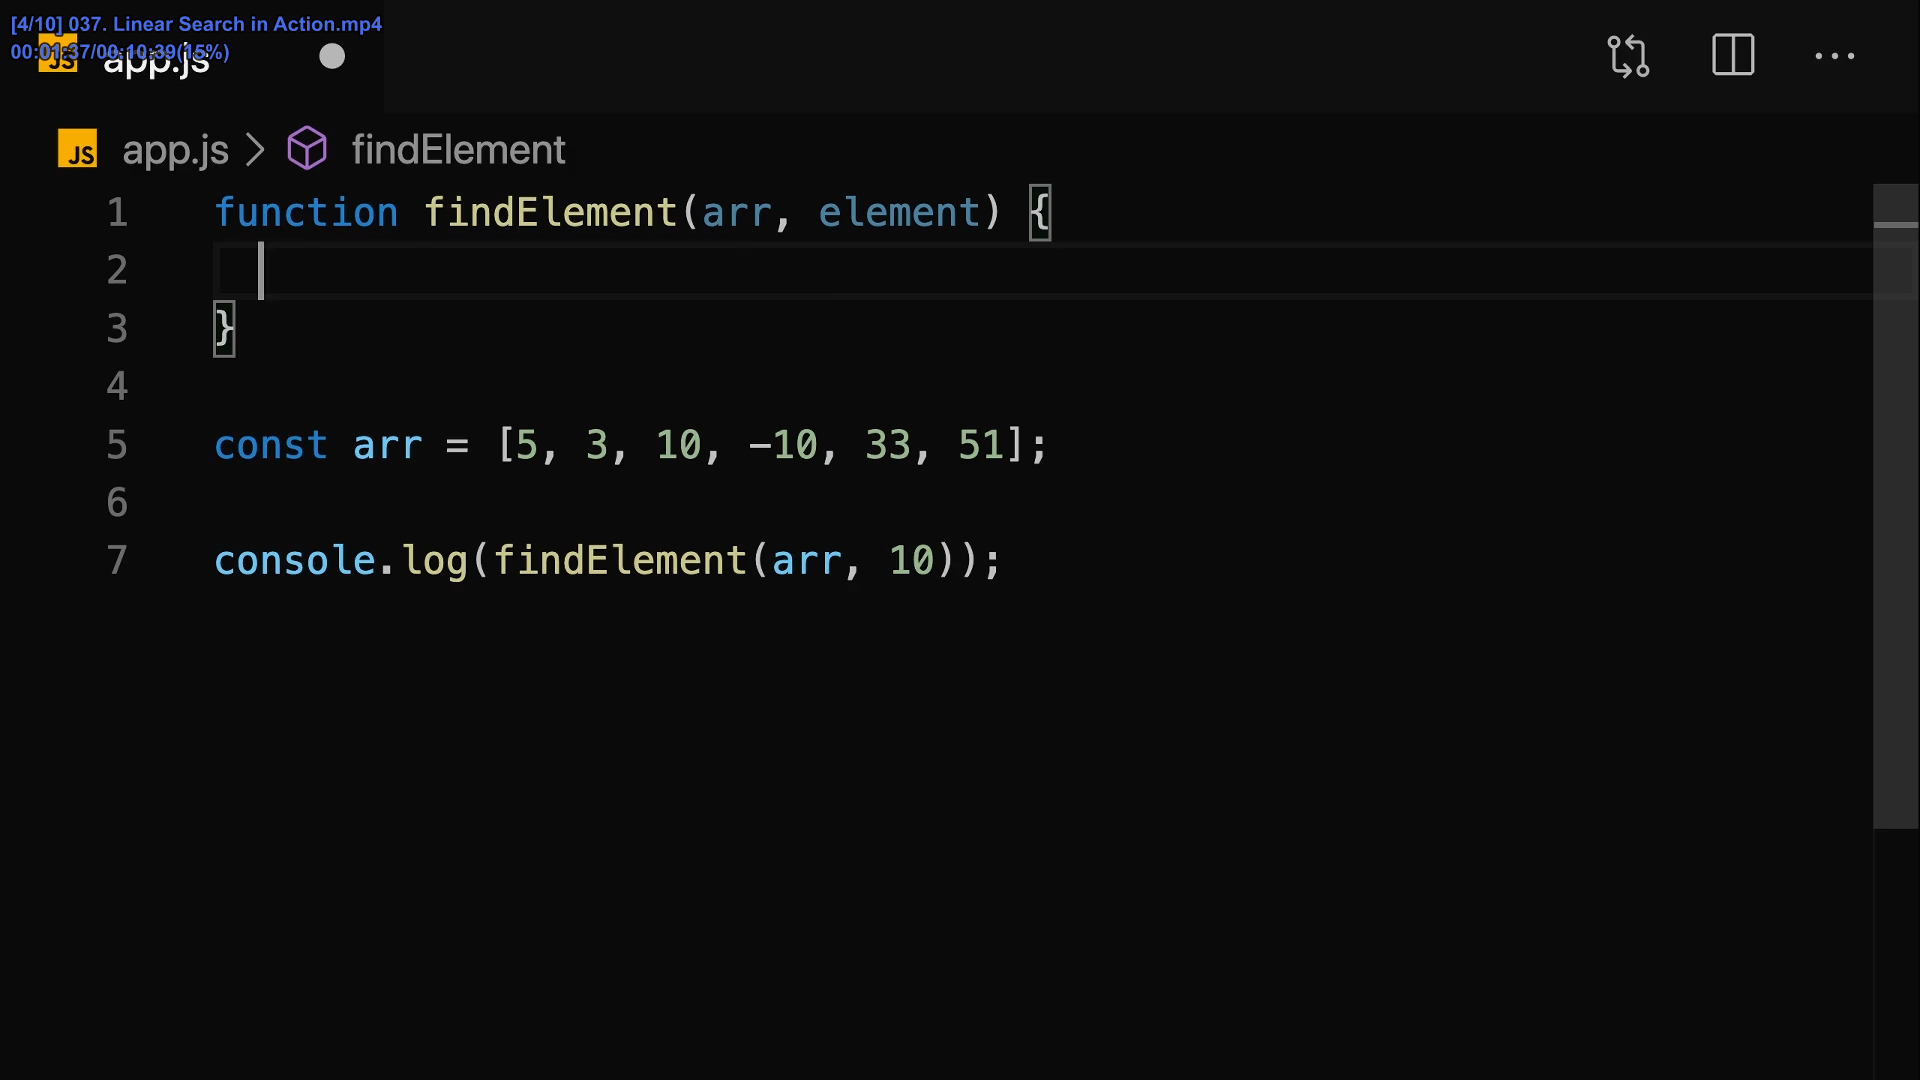 [4/10] 037. Linear Search in Action.mp4
00:01:37/00:10:39(15%)
JS app.js
JS app.js > findElement
1 function findElement(arr, element) {
2
3 }
4
5 const arr = [5, 3, 10, -10, 33, 51];
6
7 console.log(findElement(arr, 10));